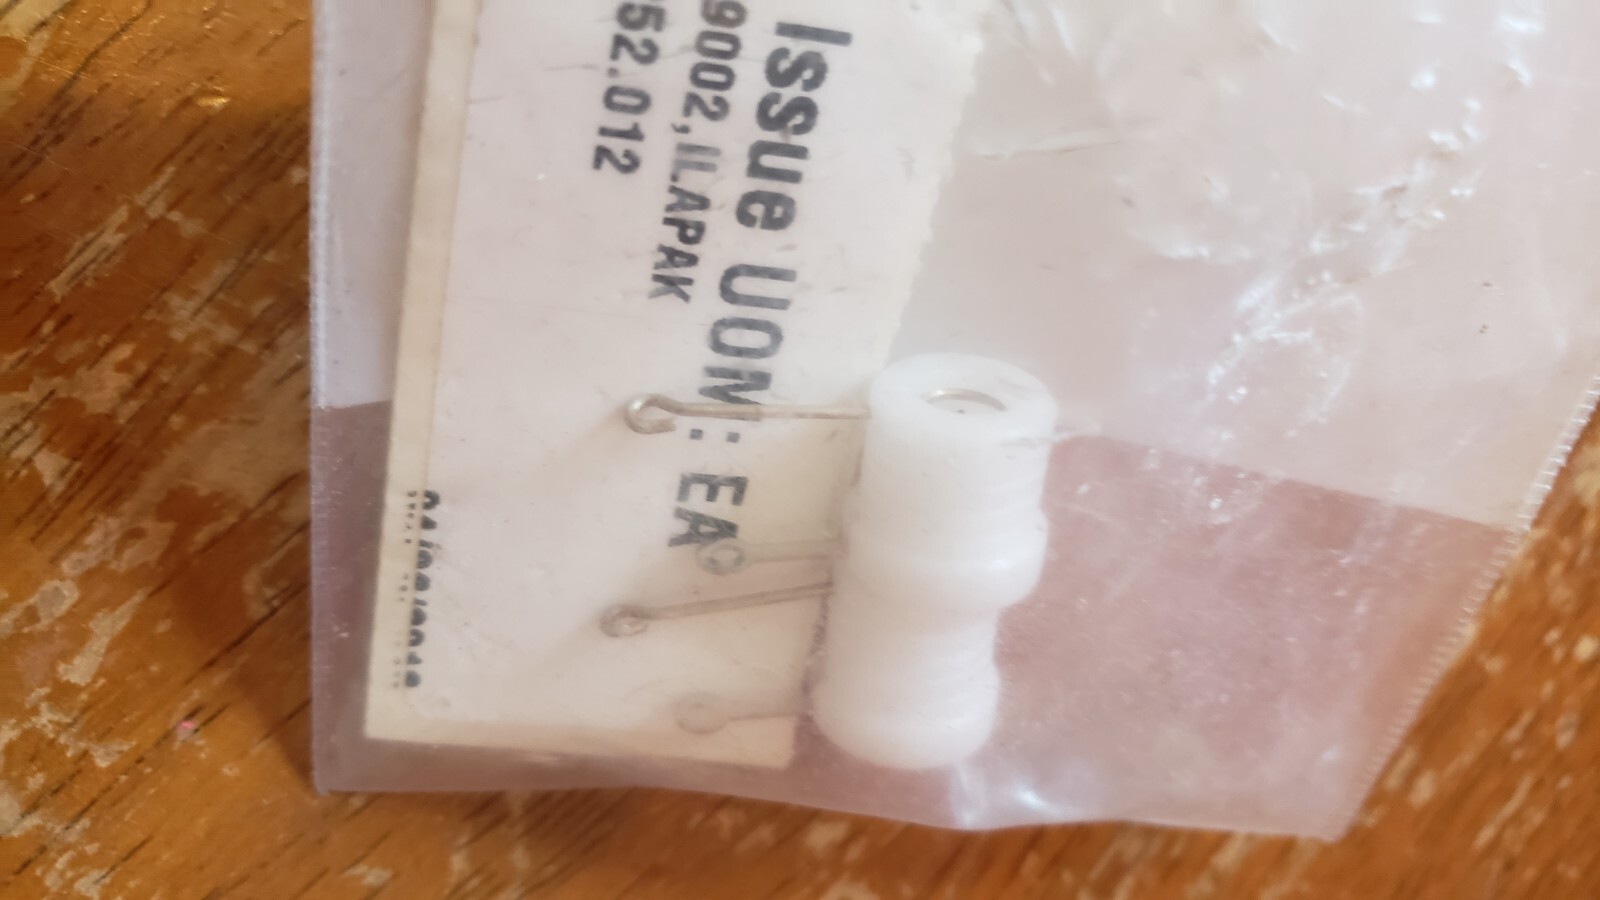 Issue UOM: EA
9002,ILAPAK
52.012